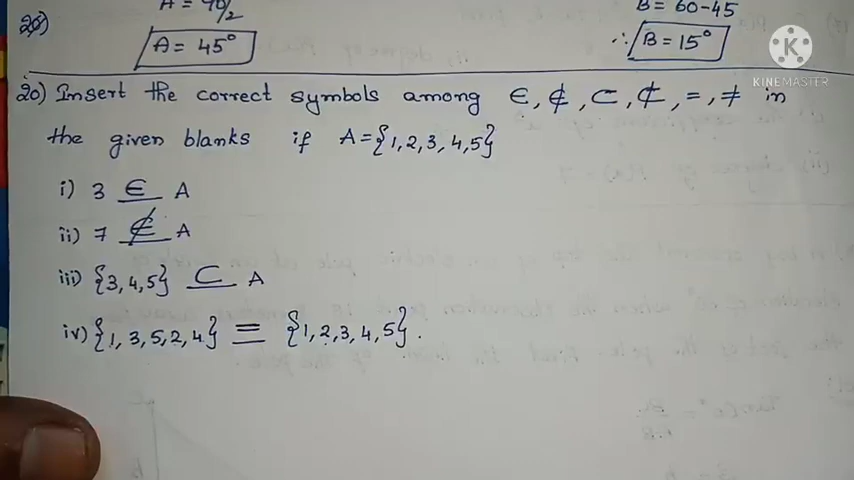 A = 90/2
B = 60-45
A = 45°
∴ B = 15°
KINEMASTER
20) Insert the correct symbols among ∈, ∉, ⊂, ⊄, =, ≠ in
the given blanks if A={1,2,3,4,5}
i) 3 ∈ A
ii) 7 ∉ A
iii) {3,4,5} ⊂ A
iv) {1, 3, 5, 2, 4} = {1,2,3,4,5}.